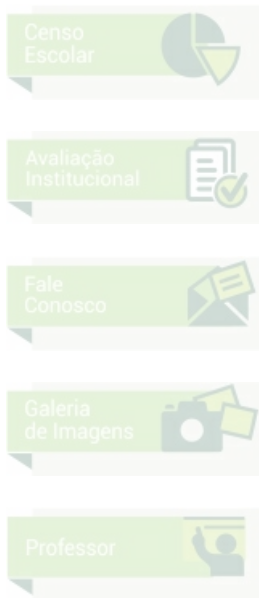 Censo
Escolar
Avaliação
Institucional
Fale
Conosco
Galeria
de Imagens
Professor